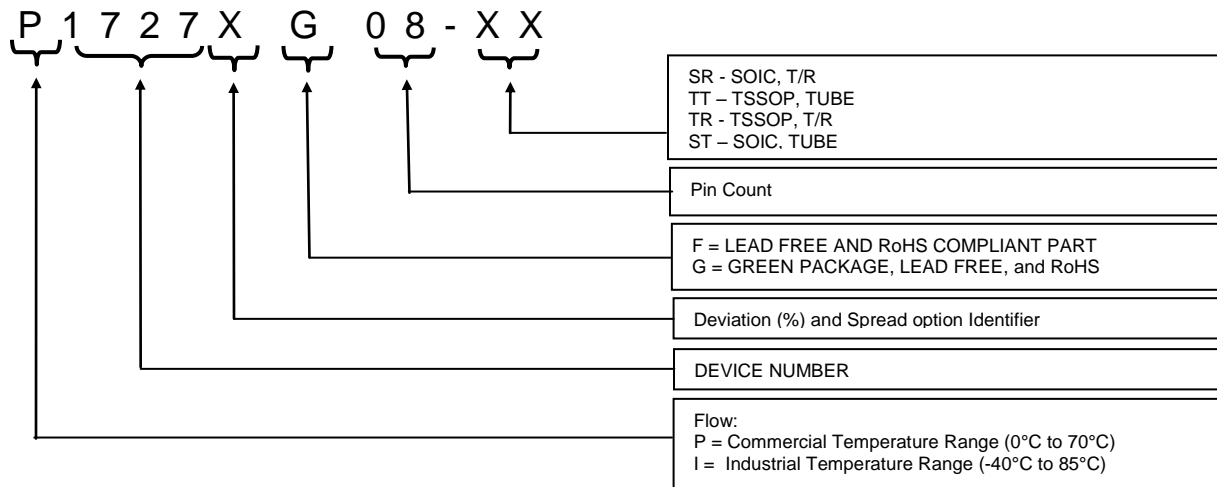 P 1 7 2 7 X G 0 8 - X X
SR - SOIC, T/R
TT – TSSOP, TUBE
TR - TSSOP, T/R
ST – SOIC, TUBE
Pin Count
F = LEAD FREE AND RoHS COMPLIANT PART
G = GREEN PACKAGE, LEAD FREE, and RoHS
Deviation (%) and Spread option Identifier
DEVICE NUMBER
Flow:
P = Commercial Temperature Range (0°C to 70°C)
I = Industrial Temperature Range (-40°C to 85°C)